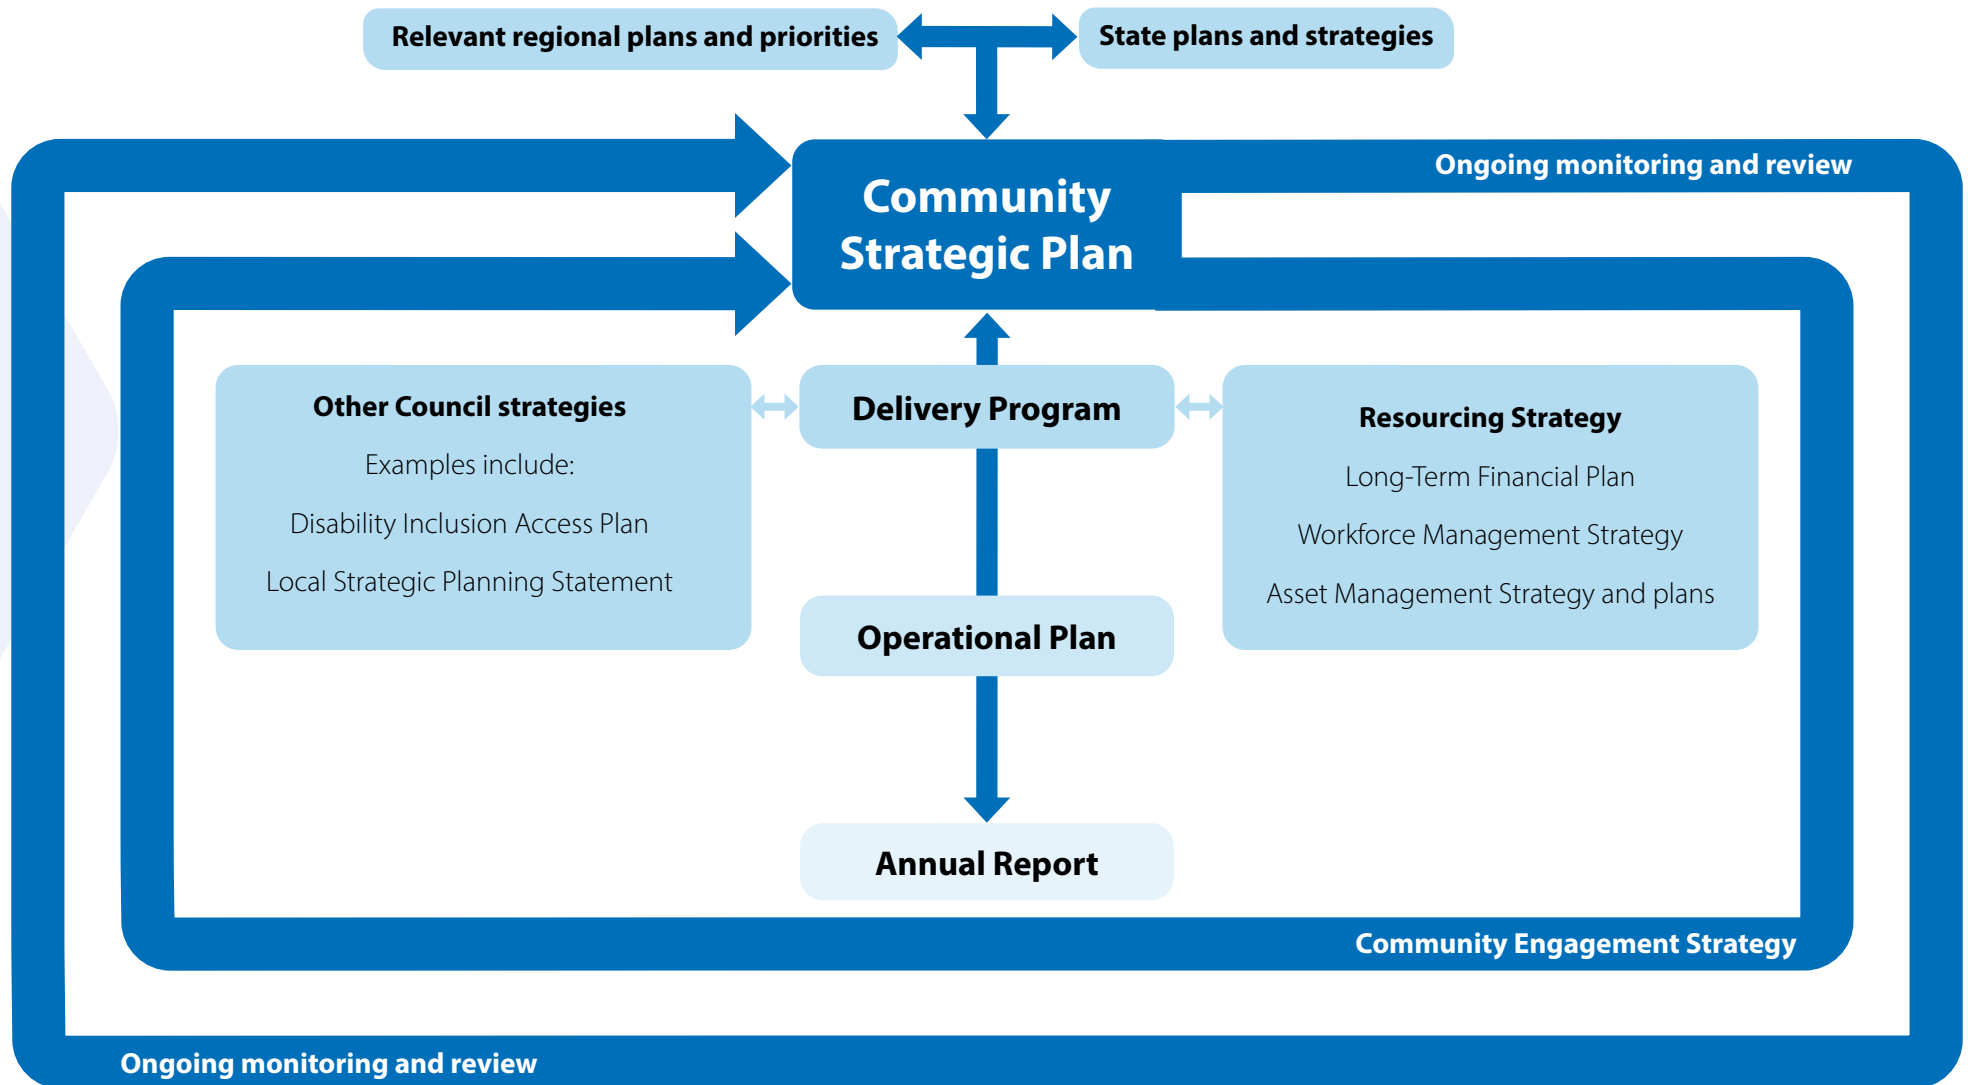 Relevant regional plans and priorities
State plans and strategies
Ongoing monitoring and review
Community
Strategic Plan
Other Council strategies
Examples include:
Disability Inclusion Access Plan
Local Strategic Planning Statement
Delivery Program
Resourcing Strategy
Long-Term Financial Plan
Workforce Management Strategy
Asset Management Strategy and plans
Operational Plan
Annual Report
Community Engagement Strategy
Ongoing monitoring and review